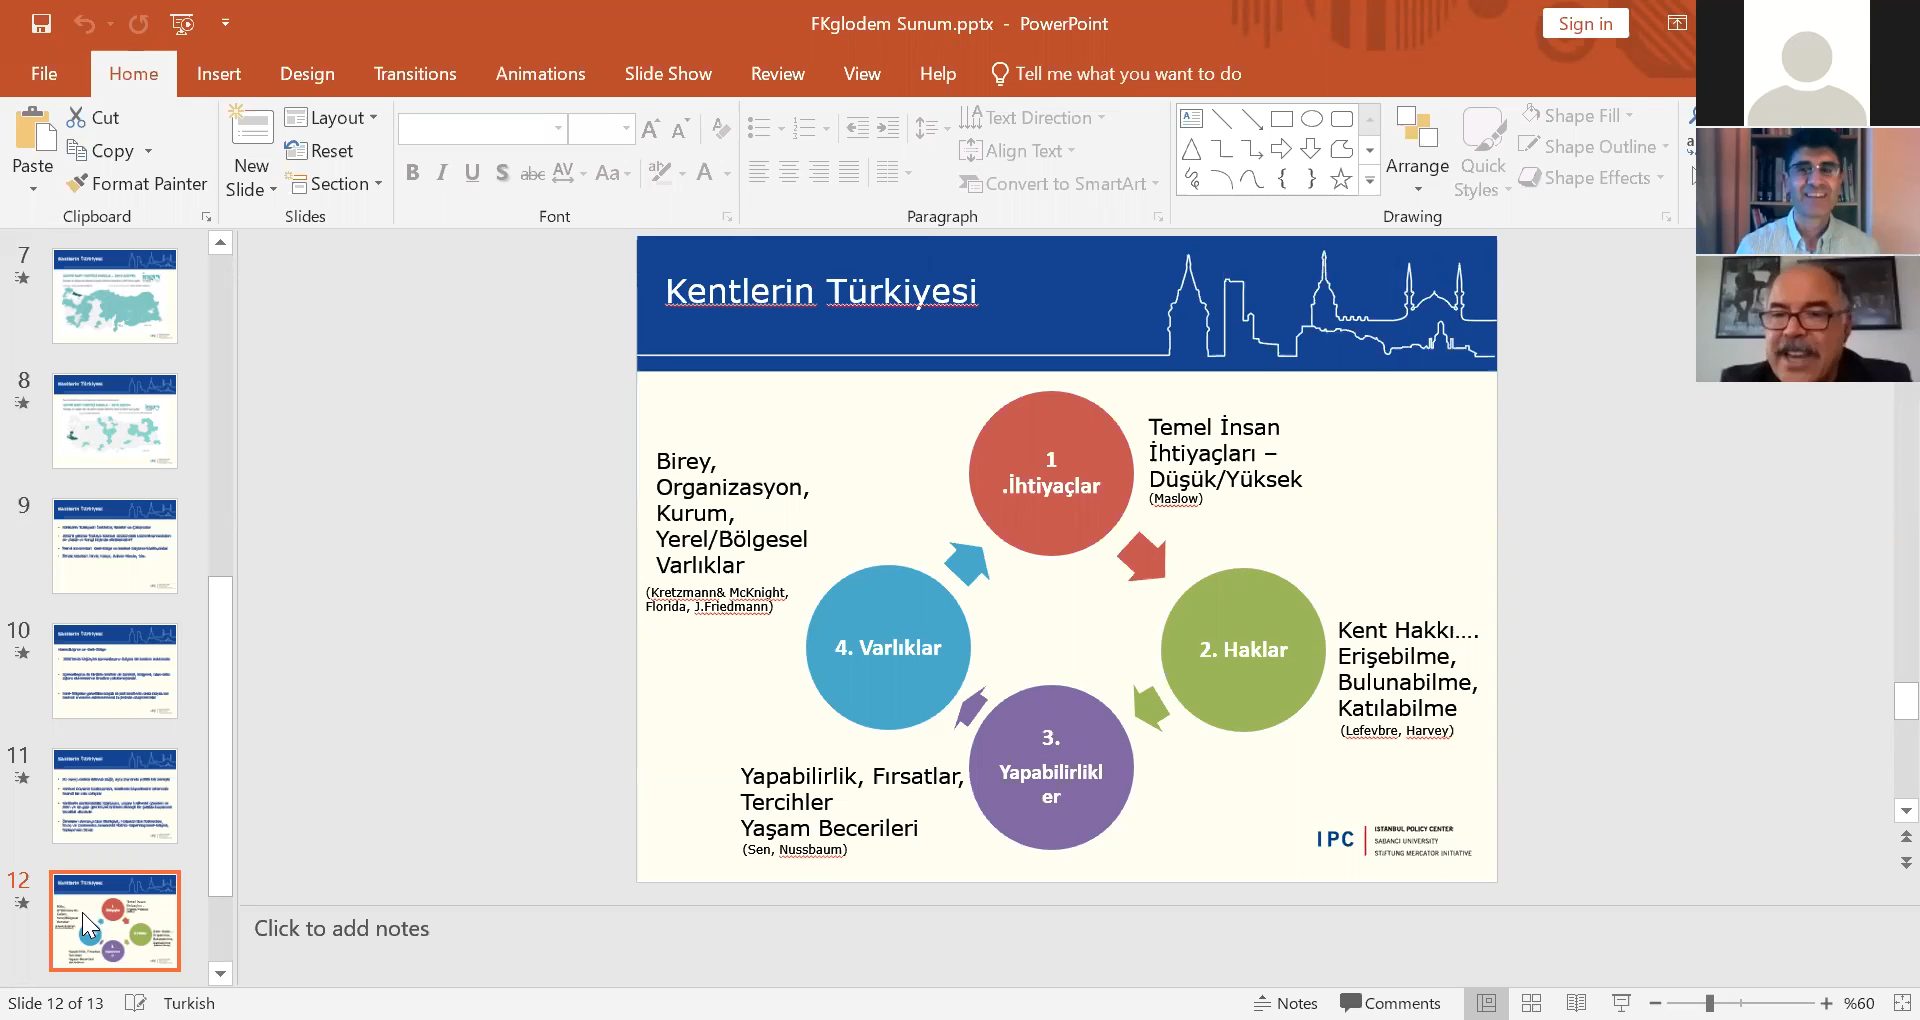 FKglodem Sunum.pptx - PowerPoint
Sign in
File
Home
Insert
Design
Transitions
Animations
Slide Show
Review
View
Help
Tell me what you want to do
Paste
Cut
Copy
Format Painter
Clipboard
New
Slide
Layout
Reset
Section
Slides
Font
Text Direction
Align Text
Convert to SmartArt
Paragraph
Arrange
Quick
Styles
Shape Fill
Shape Outline
Shape Effects
Drawing
7
8
9
10
11
12
Kentlerin Türkiyesi
1
.İhtiyaçlar
Temel İnsan
İhtiyaçları –
Düşük/Yüksek
(Maslow)
2. Haklar
Kent Hakkı....
Erişebilme,
Bulunabilme,
Katılabilme
(Lefevbre, Harvey)
3.
Yapabilirlikl
er
Yapabilirlik, Fırsatlar,
Tercihler
Yaşam Becerileri
(Sen, Nussbaum)
4. Varlıklar
Birey,
Organizasyon,
Kurum,
Yerel/Bölgesel
Varlıklar
(Kretzmann& McKnight,
Florida, J.Friedmann)
IPC
ISTANBUL POLICY CENTER
SABANCI UNIVERSITY
STIFTUNG MERCATOR INITIATIVE
Click to add notes
Slide 12 of 13
Turkish
Notes
Comments
%60